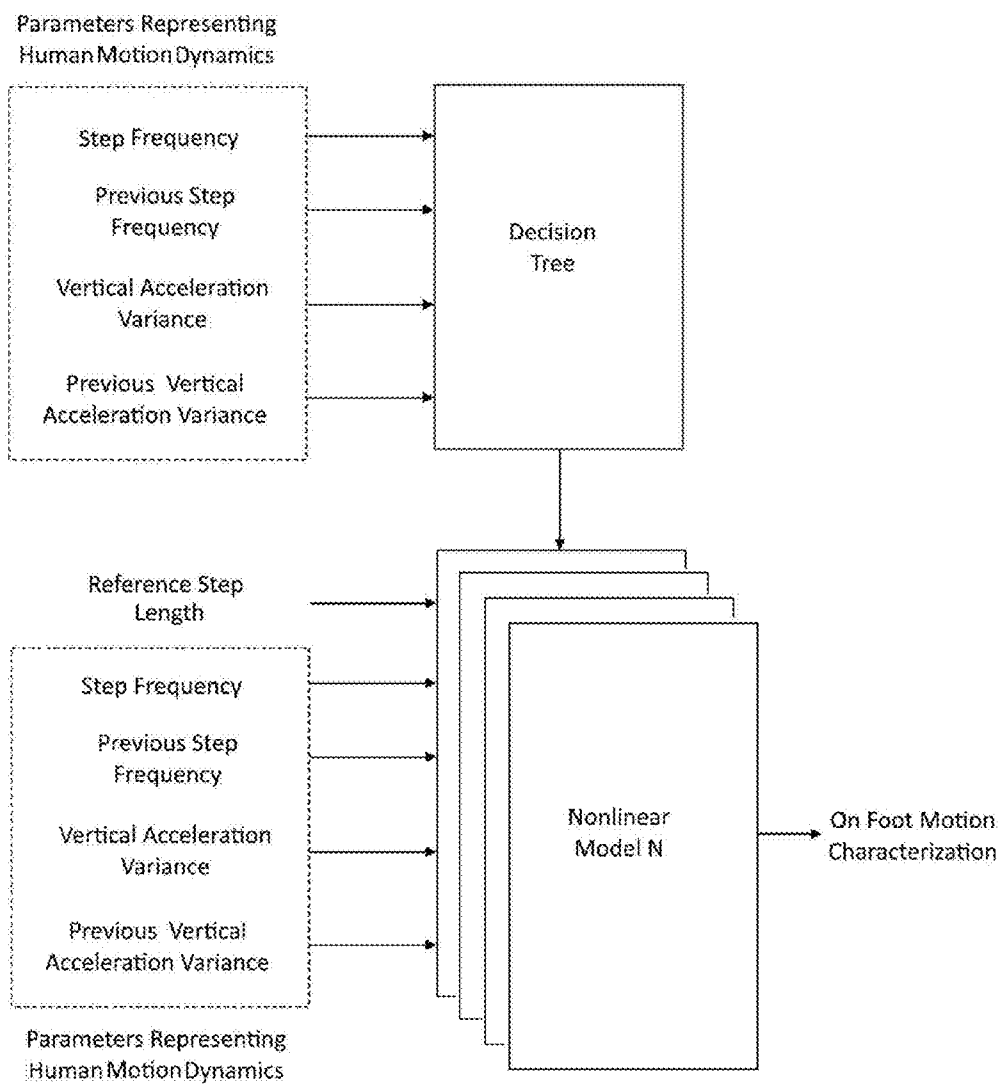 Parameters Representing
Human Motion Dynamics
Step Frequency
Previous Step
Frequency
Vertical Acceleration
Variance
Previous Vertical
Acceleration Variance
Decision
Tree
Reference Step
Length
Step Frequency
Previous Step
Frequency
Vertical Acceleration
Variance
Previous Vertical
Acceleration Variance
Parameters Representing
Human Motion Dynamics
Nonlinear
Model N
On Foot Motion
Characterization